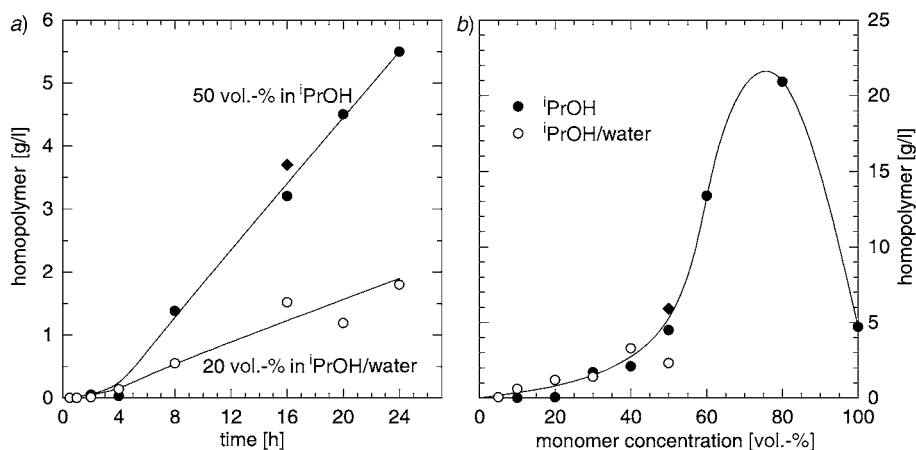 a)
homopolymer [g/l]
6
5
4
3
2
1
0
50 vol.-% in ⁱPrOH
20 vol.-% in ⁱPrOH/water
0 4 8 12 16 20 24
time [h]
b)
ⁱPrOH
ⁱPrOH/water
25
20
15
10
5
0
homopolymer [g/l]
0 20 40 60 80 100
monomer concentration [vol.-%]